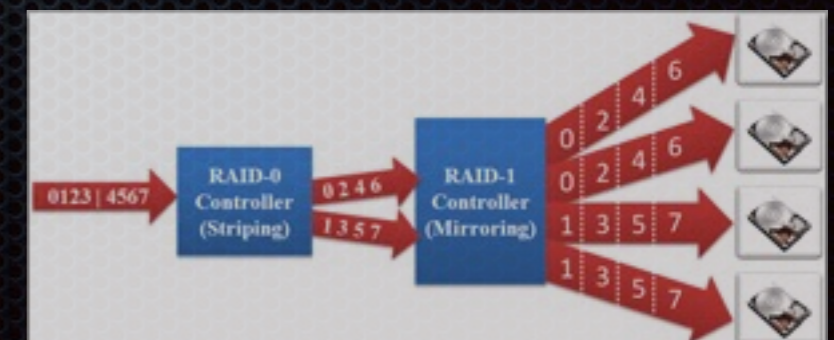 0123 | 4567
RAID-0
Controller
(Striping)
0 2 4 6
1 3 5 7
RAID-1
Controller
(Mirroring)
0 2 4 6
0 2 4 6
1 3 5 7
1 3 5 7